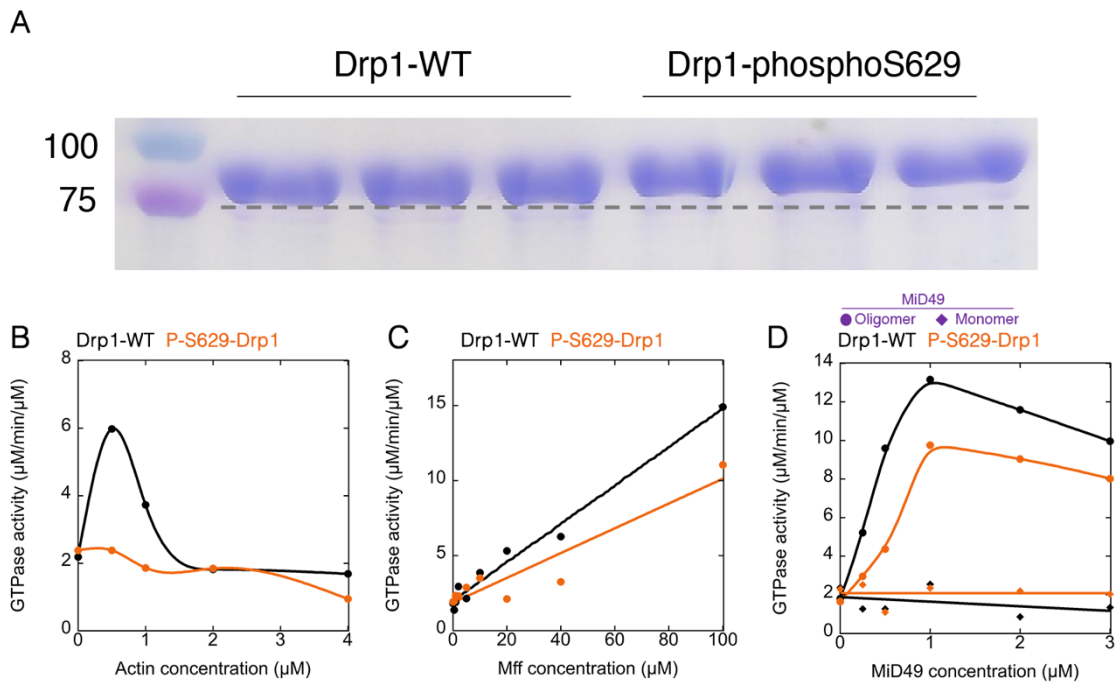 A
Drp1-WT Drp1-phosphoS629
100
75
B
Drp1-WT P-S629-Drp1
8
6
4
2
0
GTPase activity (µM/min/µM)
0 1 2 3 4
Actin concentration (µM)
C
Drp1-WT P-S629-Drp1
15
10
5
0
GTPase activity (µM/min/µM)
0 20 40 60 80 100
Mff concentration (µM)
D
MiD49
Oligomer Monomer
Drp1-WT P-S629-Drp1
14
12
10
8
6
4
2
0
GTPase activity (µM/min/µM)
0 1 2 3
MiD49 concentration (µM)